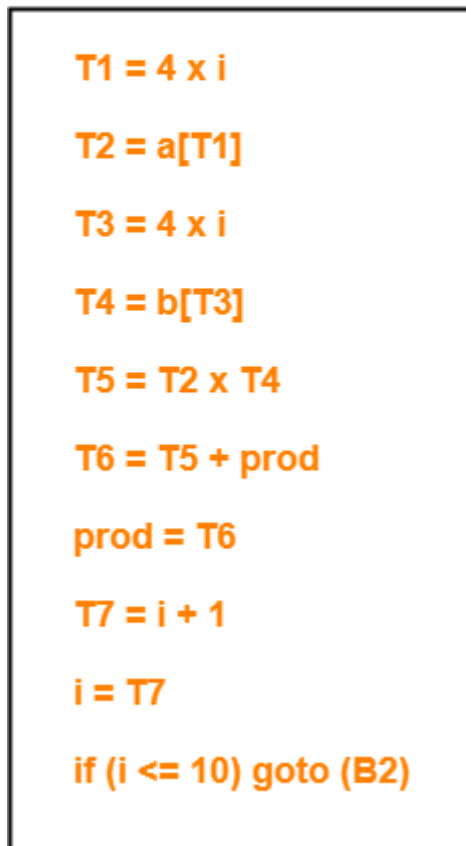 T1 = 4 x i
T2 = a[T1]
T3 = 4 x i
T4 = b[T3]
T5 = T2 x T4
T6 = T5 + prod
prod = T6
T7 = i + 1
i = T7
if (i <= 10) goto (B2)